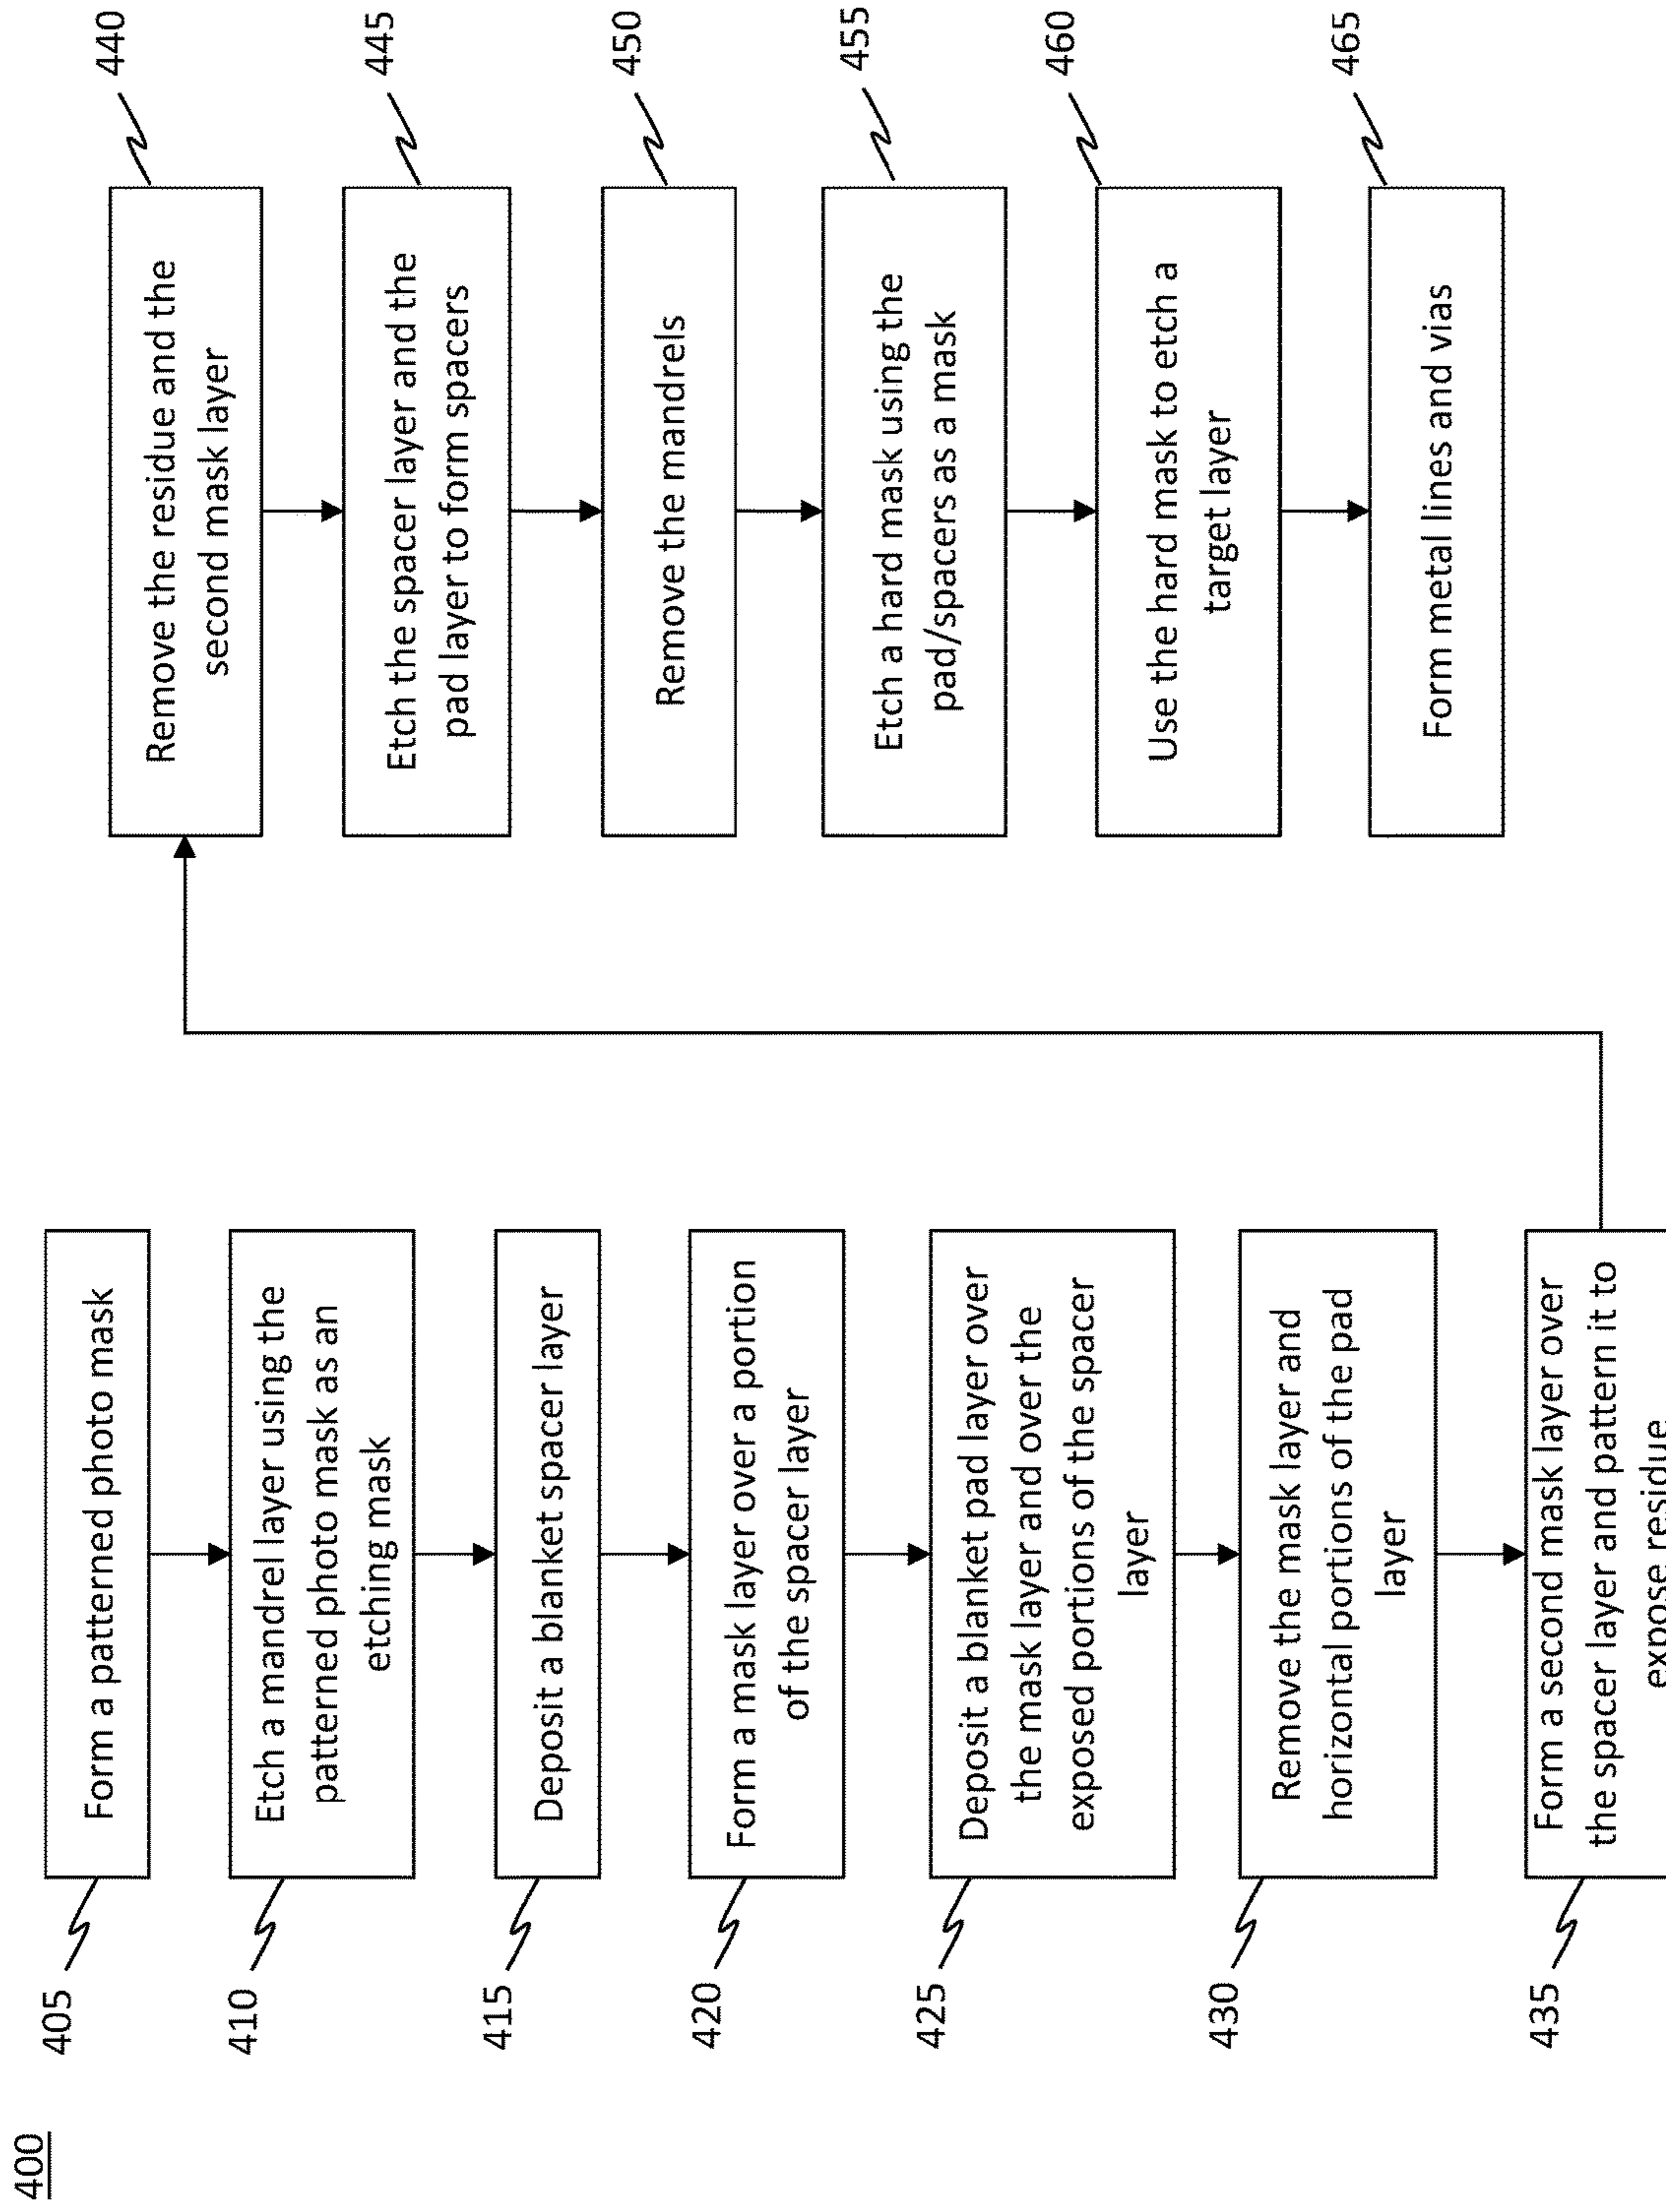 400
405
Form a patterned photo mask
410
Etch a mandrel layer using the
patterned photo mask as an
etching mask
415
Deposit a blanket spacer layer
420
Form a mask layer over a portion
of the spacer layer
425
Deposit a blanket pad layer over
the mask layer and over the
exposed portions of the spacer
layer
430
Remove the mask layer and
horizontal portions of the pad
layer
435
Form a second mask layer over
the spacer layer and pattern it to
expose residue
440
Remove the residue and the
second mask layer
445
Etch the spacer layer and the
pad layer to form spacers
450
Remove the mandrels
455
Etch a hard mask using the
pad/spacers as a mask
460
Use the hard mask to etch a
target layer
465
Form metal lines and vias